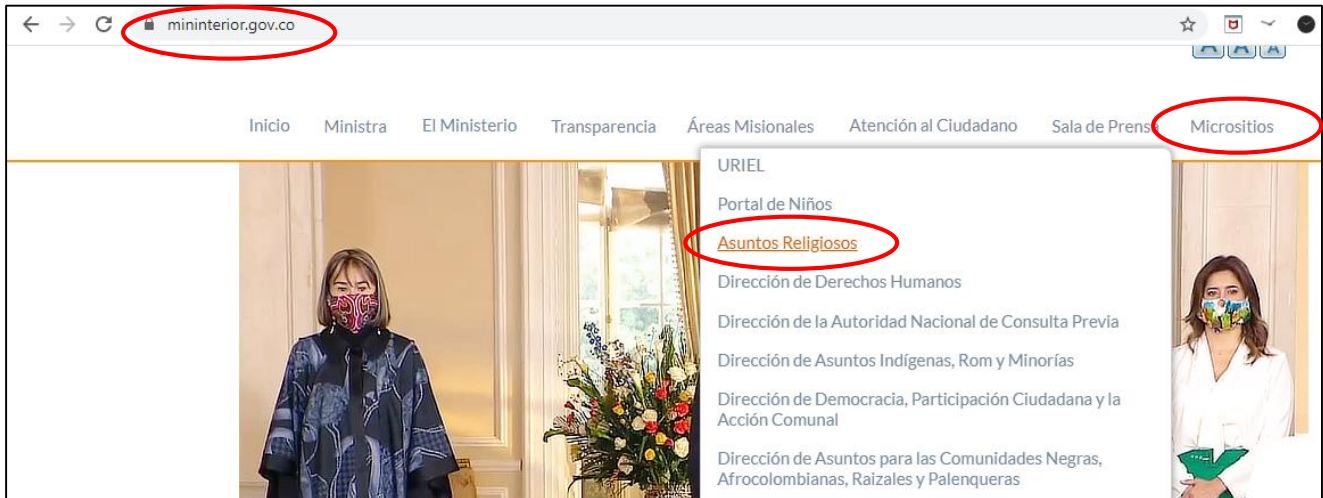 mininterior.gov.co
A A A
Inicio Ministra El Ministerio Transparencia Áreas Misionales Atención al Ciudadano Sala de Prensa Micrositios
URIEL
Portal de Niños
Asuntos Religiosos
Dirección de Derechos Humanos
Dirección de la Autoridad Nacional de Consulta Previa
Dirección de Asuntos Indígenas, Rom y Minorías
Dirección de Democracia, Participación Ciudadana y la
Acción Comunal
Dirección de Asuntos para las Comunidades Negras,
Afrocolombianas, Raizales y Palenqueras